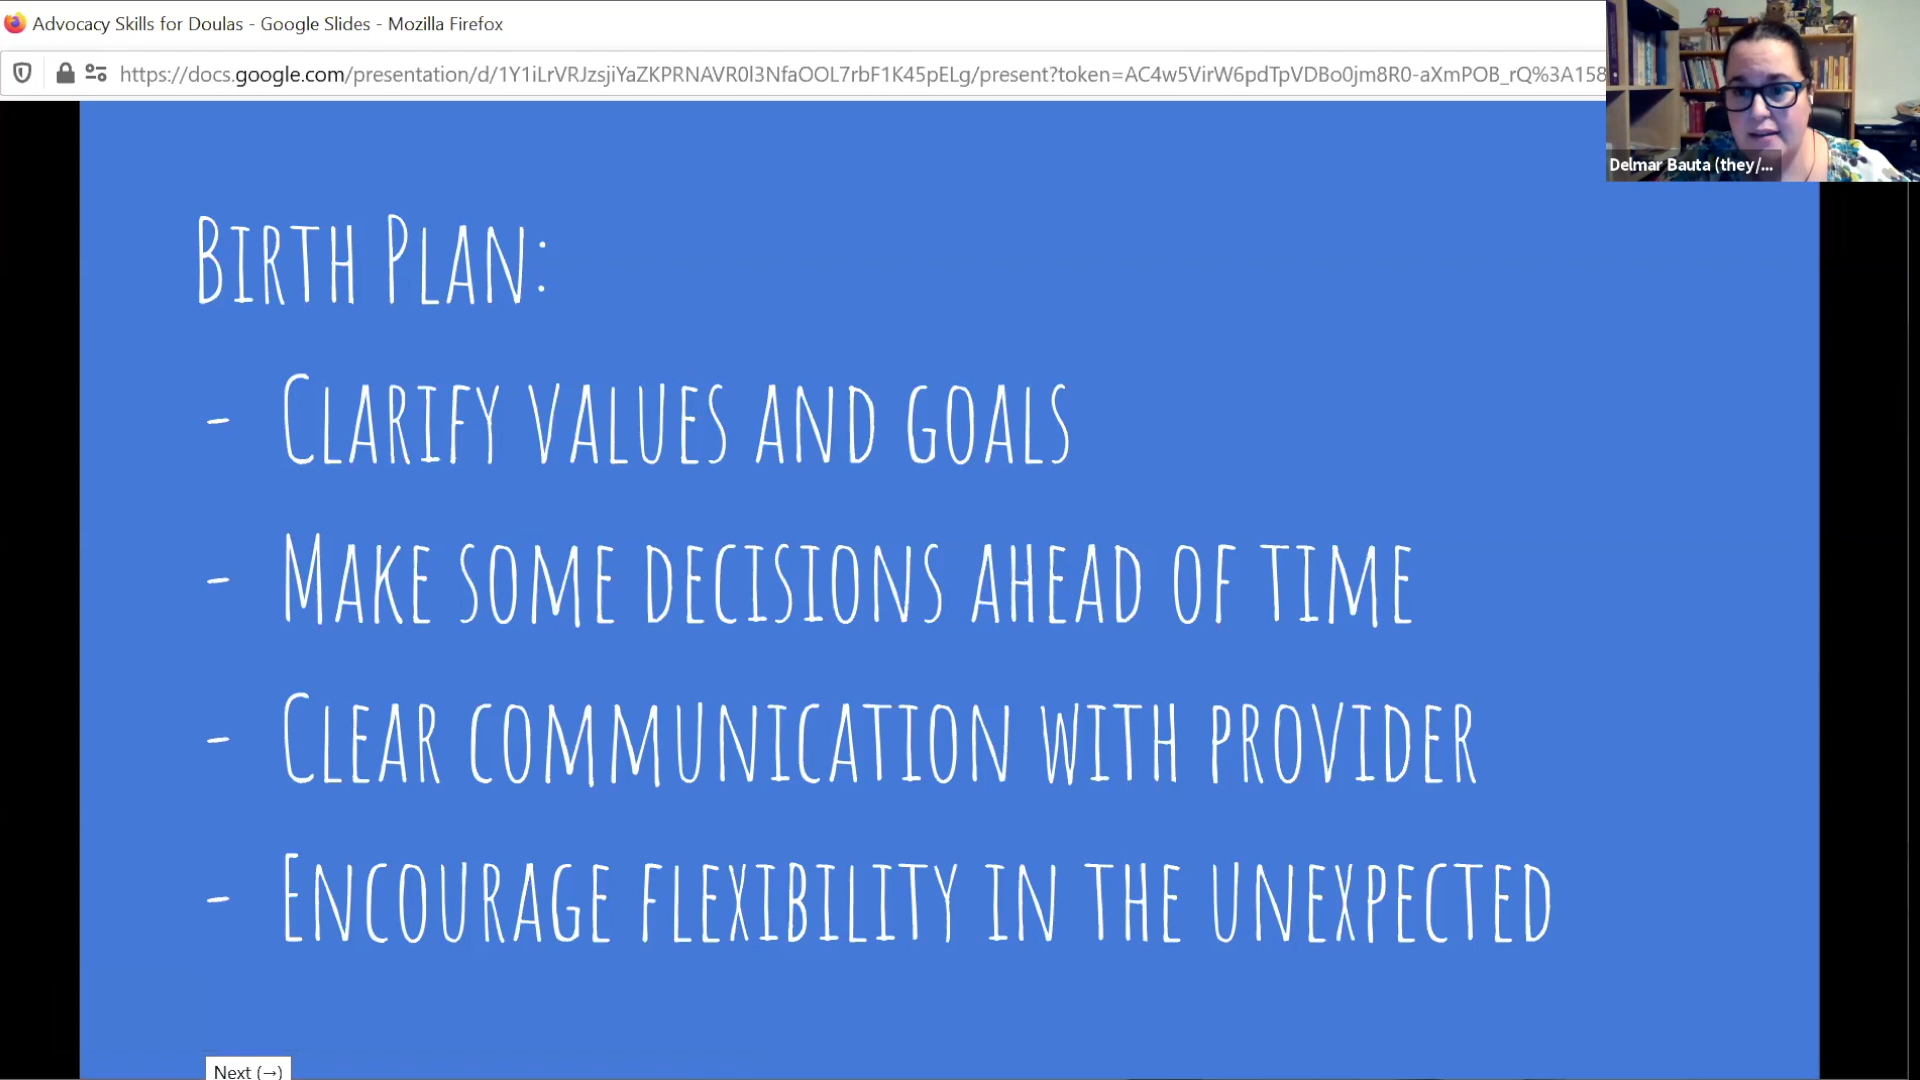 Advocacy Skills for Doulas - Google Slides - Mozilla Firefox
https://docs.google.com/presentation/d/1Y1iLrVRJzsjiYaZKPRNAVR0l3NfaOOL7rbF1K45pELg/present?token=AC4w5VirW6pdTpVDBo0jm8R0-aXmPOB_rQ%3A158
Delmar Bauta (they/...
Birth Plan:
- Clarify values and goals
- Make some decisions ahead of time
- Clear communication with provider
- Encourage flexibility in the unexpected
Next (→)